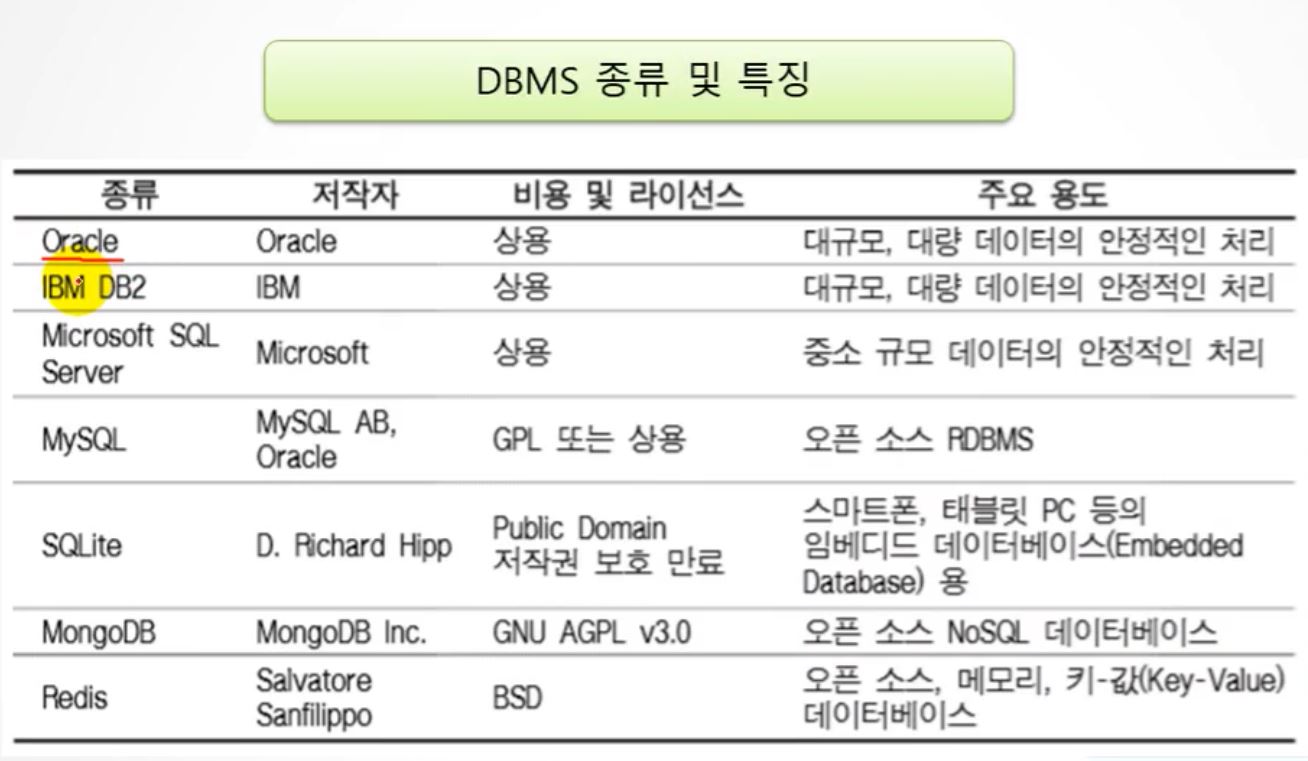 DBMS 종류 및 특징
종류 저작자 비용 및 라이선스 주요 용도
Oracle Oracle 상용 대규모, 대량 데이터의 안정적인 처리
IBM DB2 IBM 상용 대규모, 대량 데이터의 안정적인 처리
Microsoft SQL
Server
Microsoft 상용 중소 규모 데이터의 안정적인 처리
MySQL
MySQL AB,
Oracle
GPL 또는 상용 오픈 소스 RDBMS
SQLite D. Richard Hipp
Public Domain
저작권 보호 만료
스마트폰, 태블릿 PC 등의
임베디드 데이터베이스(Embedded
Database) 용
MongoDB MongoDB Inc. GNU AGPL v3.0 오픈 소스 NoSQL 데이터베이스
Redis
Salvatore
Sanfilippo
BSD
오픈 소스, 메모리, 키-값(Key-Value)
데이터베이스